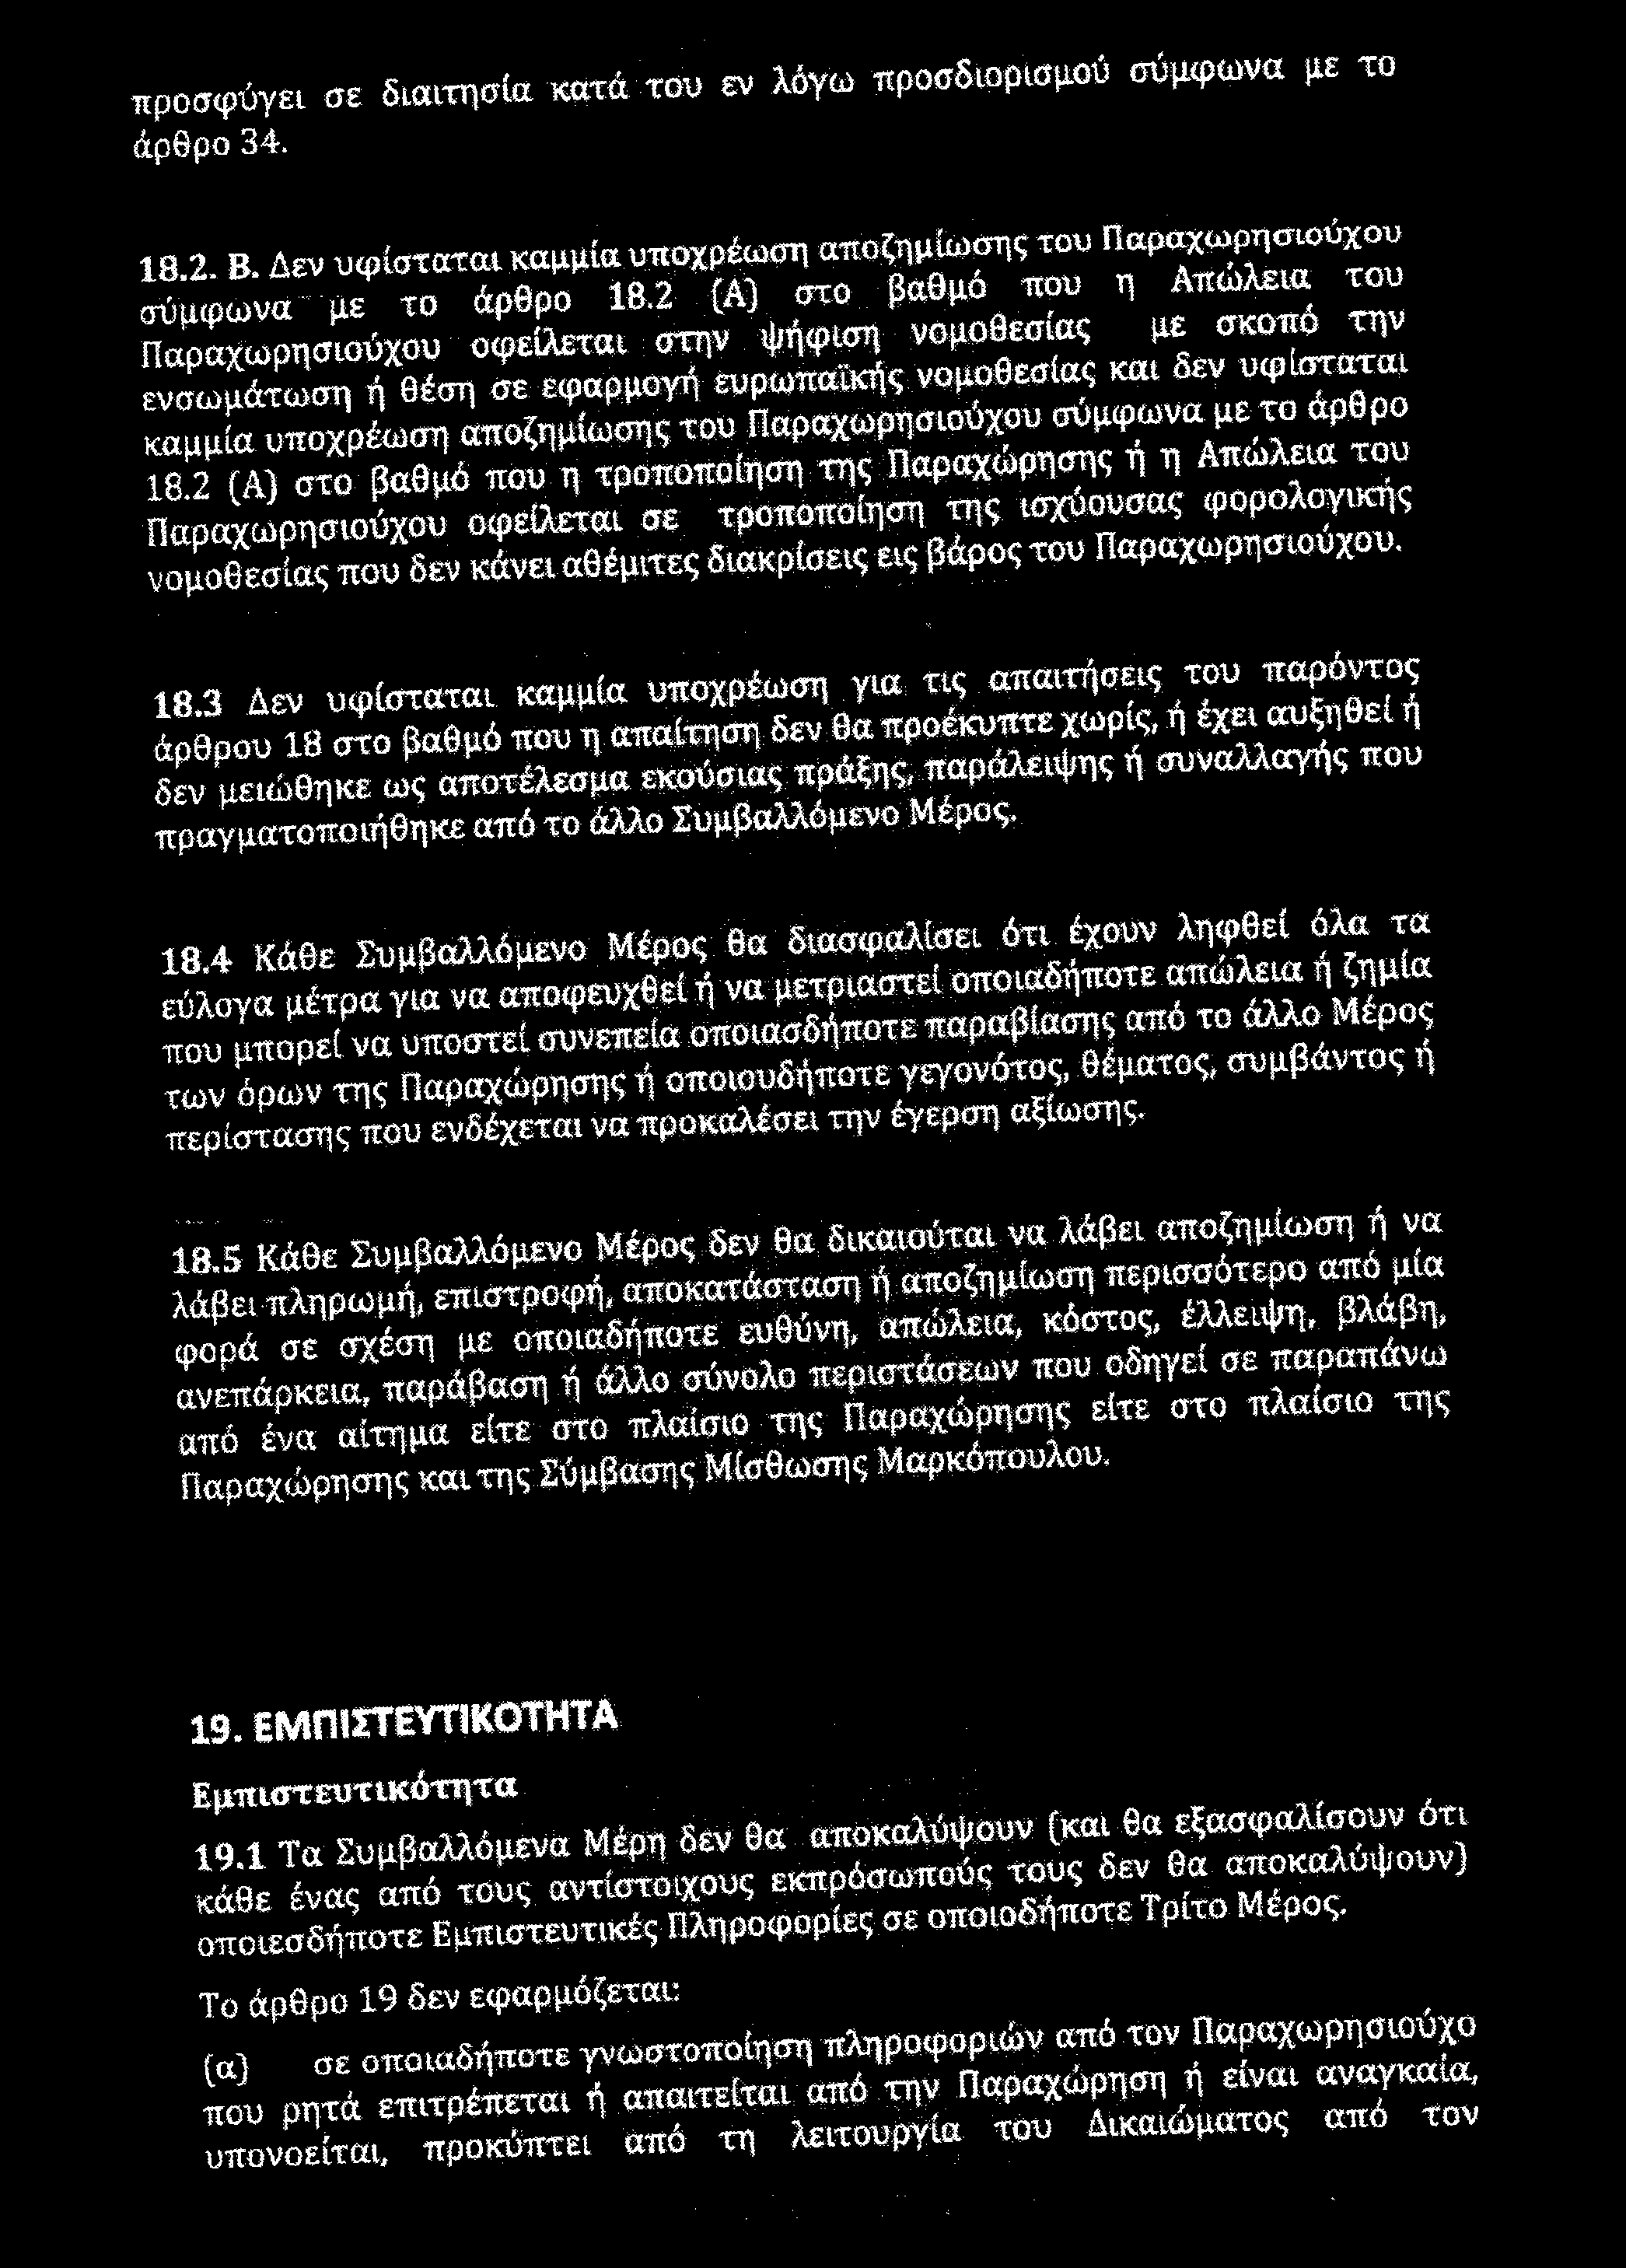 προσφύγει σε διαιτησία κατά του εν λόγω προσδιορισμού σύμφωνα με το
άρθρο 34.
18.2. Β. Δεν υφίσταται καμμία υποχρέωση αποζημίωσης του Παραχωρησιούχου
σύμφωνα με το άρθρο 18.2 (Α) στο βαθμό που η Απώλεια του
Παραχωρησιούχου οφείλεται στην ψήφιση νομοθεσίας με σκοπό την
ενσωμάτωση ή θέση σε εφαρμογή ευρωπαϊκής νομοθεσίας και δεν υφίσταται
καμμία υποχρέωση αποζημίωσης του Παραχωρησιούχου σύμφωνα με το άρθρο
18.2 (Α) στο βαθμό που η τροποποίηση της Παραχώρησης ή η Απώλεια του
Παραχωρησιούχου οφείλεται σε τροποποίηση της ισχύουσας φορολογικής
νομοθεσίας που δεν κάνει αθέμιτες διακρίσεις εις βάρος του Παραχωρησιούχου.
18.3 Δεν υφίσταται καμμία υποχρέωση για τις απαιτήσεις του παρόντος
άρθρου 18 στο βαθμό που η απαίτηση δεν θα προέκυπτε χωρίς, ή έχει αυξηθεί ή
δεν μειώθηκε ως αποτέλεσμα εκούσιας πράξης, παράλειψης ή συναλλαγής που
πραγματοποιήθηκε από το άλλο Συμβαλλόμενο Μέρος.
18.4 Κάθε Συμβαλλόμενο Μέρος θα διασφαλίσει ότι έχουν ληφθεί όλα τα
εύλογα μέτρα για να αποφευχθεί ή να μετριαστεί οποιαδήποτε απώλεια ή ζημία
που μπορεί να υποστεί συνεπεία οποιασδήποτε παραβίασης από το άλλο Μέρος
των όρων της Παραχώρησης ή οποιουδήποτε γεγονότος, θέματος, συμβάντος ή
περίστασης που ενδέχεται να προκαλέσει την έγερση αξίωσης.
18.5 Κάθε Συμβαλλόμενο Μέρος δεν θα δικαιούται να λάβει αποζημίωση ή να
λάβει πληρωμή, επιστροφή, αποκατάσταση ή αποζημίωση περισσότερο από μία
φορά σε σχέση με οποιαδήποτε ευθύνη, απώλεια, κόστος, έλλειψη, βλάβη,
ανεπάρκεια, παράβαση ή άλλο σύνολο περιστάσεων που οδηγεί σε παραπάνω
από ένα αίτημα είτε στο πλαίσιο της Παραχώρησης είτε στο πλαίσιο της
Παραχώρησης και της Σύμβασης Μίσθωσης Μαρκόπουλου.
19. ΕΜΠΙΣΤΕΥΤΙΚΟΤΗΤΑ
Εμπιστευτικότητα
19.1 Τα Συμβαλλόμενα Μέρη δεν θα αποκαλύψουν (και θα εξασφαλίσουν ότι
κάθε ένας από τους αντίστοιχους εκπρόσωπούς τους δεν θα αποκαλύψουν)
οποιεσδήποτε Εμπιστευτικές Πληροφορίες σε οποιοδήποτε Τρίτο Μέρος.
Το άρθρο 19 δεν εφαρμόζεται:
(α) σε οποιαδήποτε γνωστοποίηση πληροφοριών από τον Παραχωρησιούχο
που ρητά επιτρέπεται ή απαιτείται από την Παραχώρηση ή είναι αναγκαία,
υπονοείται, προκύπτει από τη λειτουργία του Δικαιώματος από τον